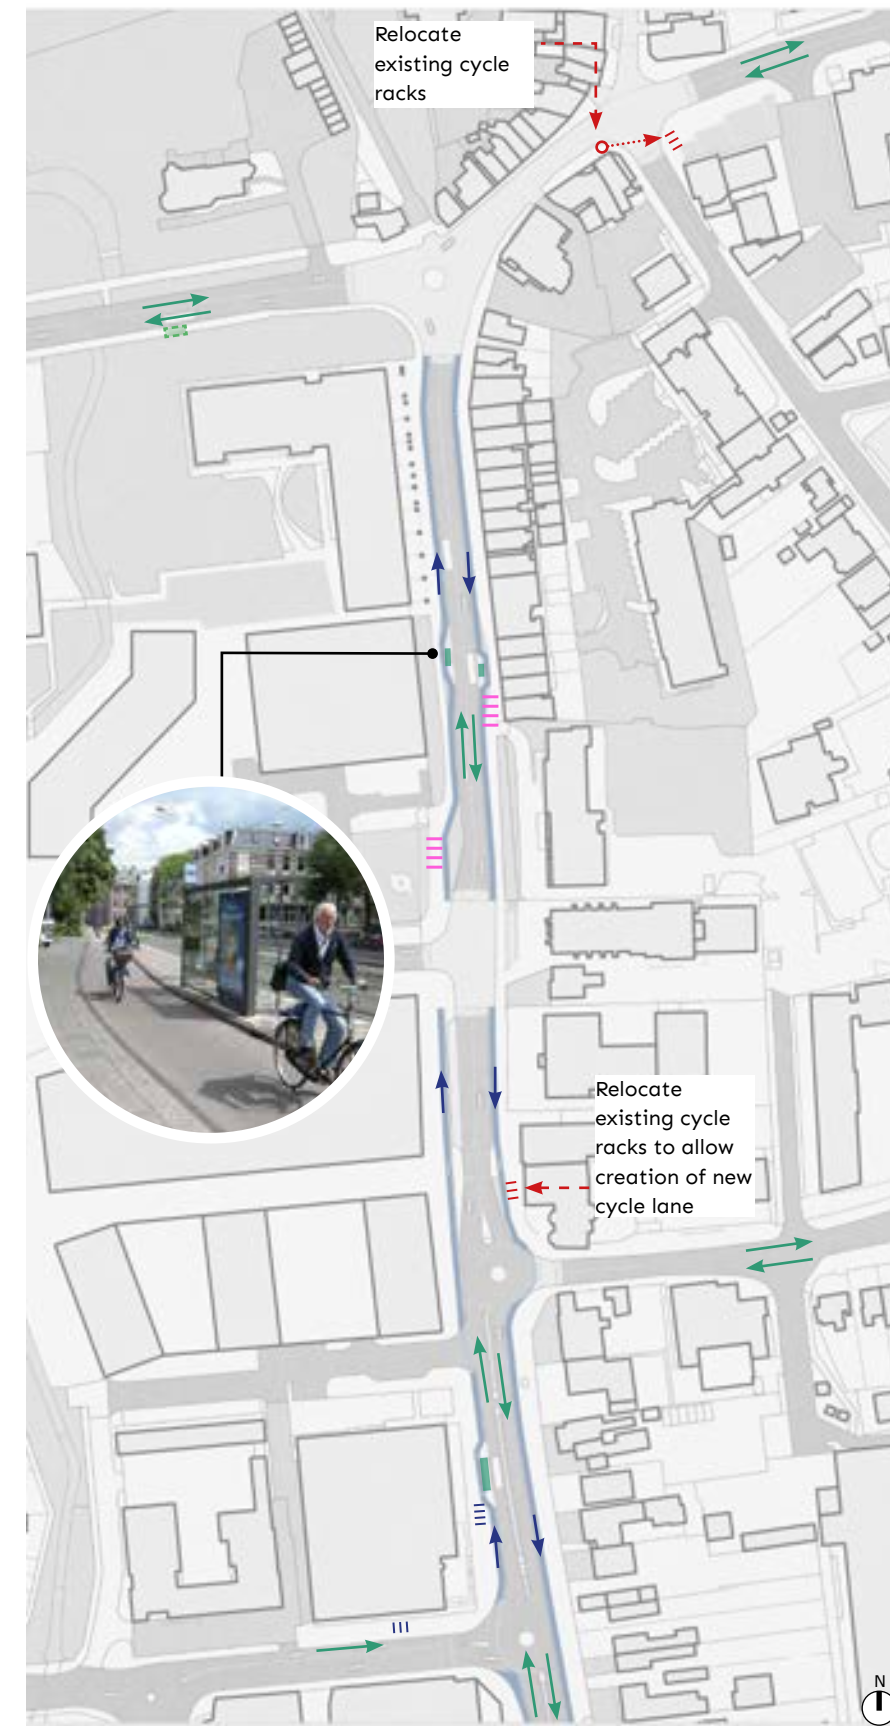 Relocate
existing cycle
racks
Relocate
existing cycle
racks to allow
creation of new
cycle lane
N